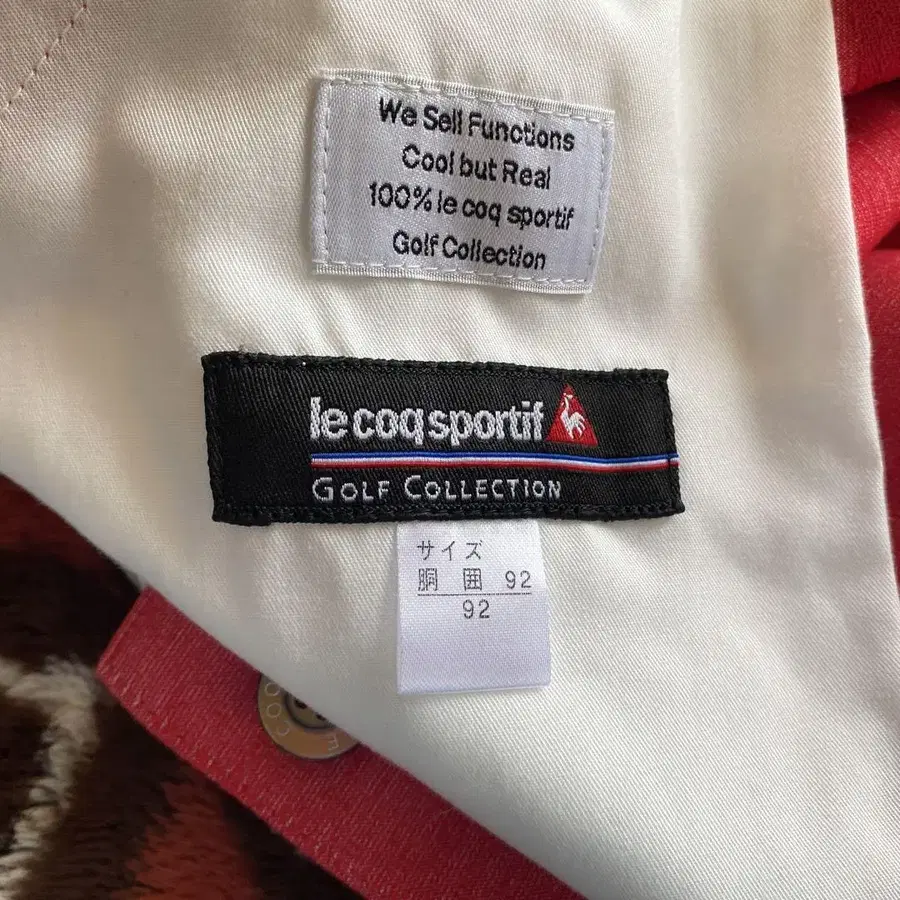 We Sell Functions
Cool but Real
100% le coq sportif
Golf Collection
le coq sportif
GOLF COLLECTION
サイズ
胴 囲 92
92